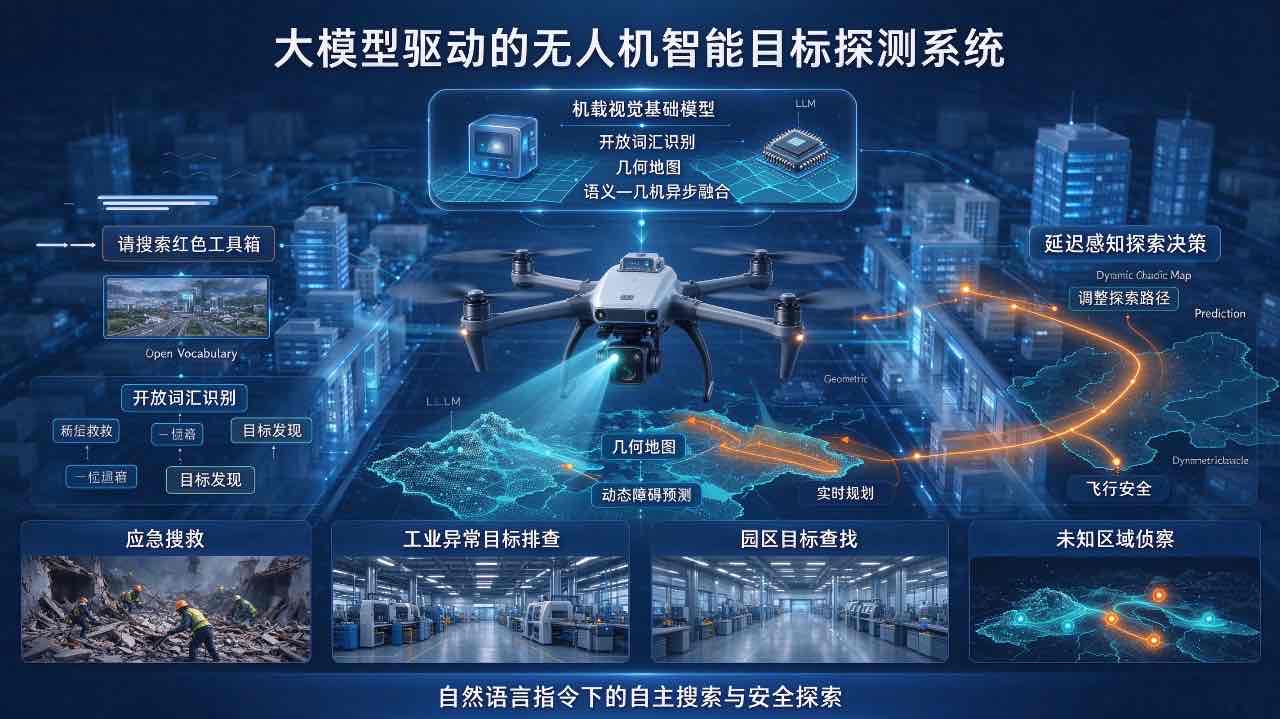 大模型驱动的无人机智能目标探测系统
机载视觉基础模型
LLM
开放词汇识别
几何地图
语义—几机异步融合
请搜索红色工具箱
Open Vocabulary
开放词汇识别
目标发现
目标发现
延迟感知探索决策
Dynamic Map
调整探索路径
Prediction
Geometric
几何地图
动态障碍预测
实时规划
飞行安全
应急搜救
工业异常目标排查
园区目标查找
未知区域侦察
自然语言指令下的自主搜索与安全探索